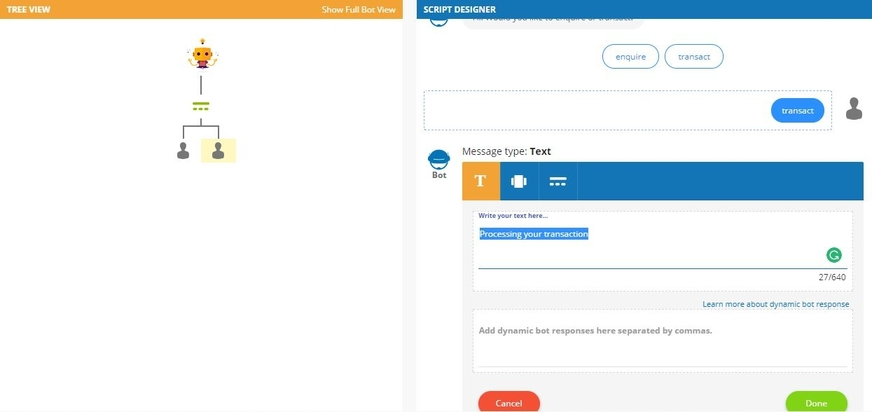 TREE VIEW
Show Full Bot View
SCRIPT DESIGNER
Hi! Would you like to enquire or transact?
enquire
transact
transact
Message type: Text
Bot
T
Write your text here...
Processing your transaction
G
27/640
Learn more about dynamic bot response
Add dynamic bot responses here separated by commas.
Cancel
Done